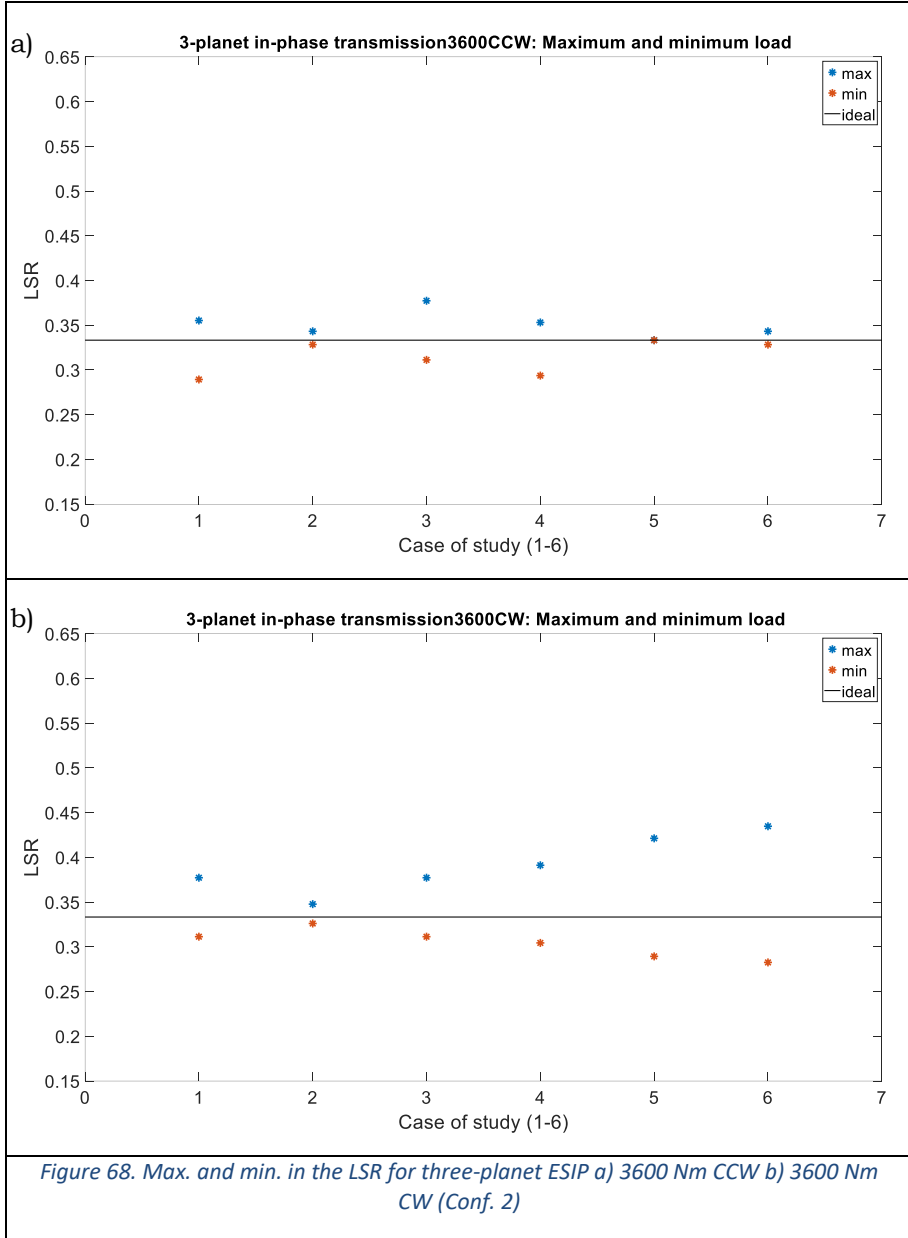 a)
3-planet in-phase transmission3600CCW: Maximum and minimum load
0.65
0.6
0.55
0.5
0.45
0.4
0.35
0.3
0.25
0.2
0.15
LSR
max
min
ideal
0 1 2 3 4 5 6 7
Case of study (1-6)
b)
3-planet in-phase transmission3600CW: Maximum and minimum load
0.65
0.6
0.55
0.5
0.45
0.4
0.35
0.3
0.25
0.2
0.15
LSR
max
min
ideal
0 1 2 3 4 5 6 7
Case of study (1-6)
Figure 68. Max. and min. in the LSR for three-planet ESIP a) 3600 Nm CCW b) 3600 Nm
CW (Conf. 2)